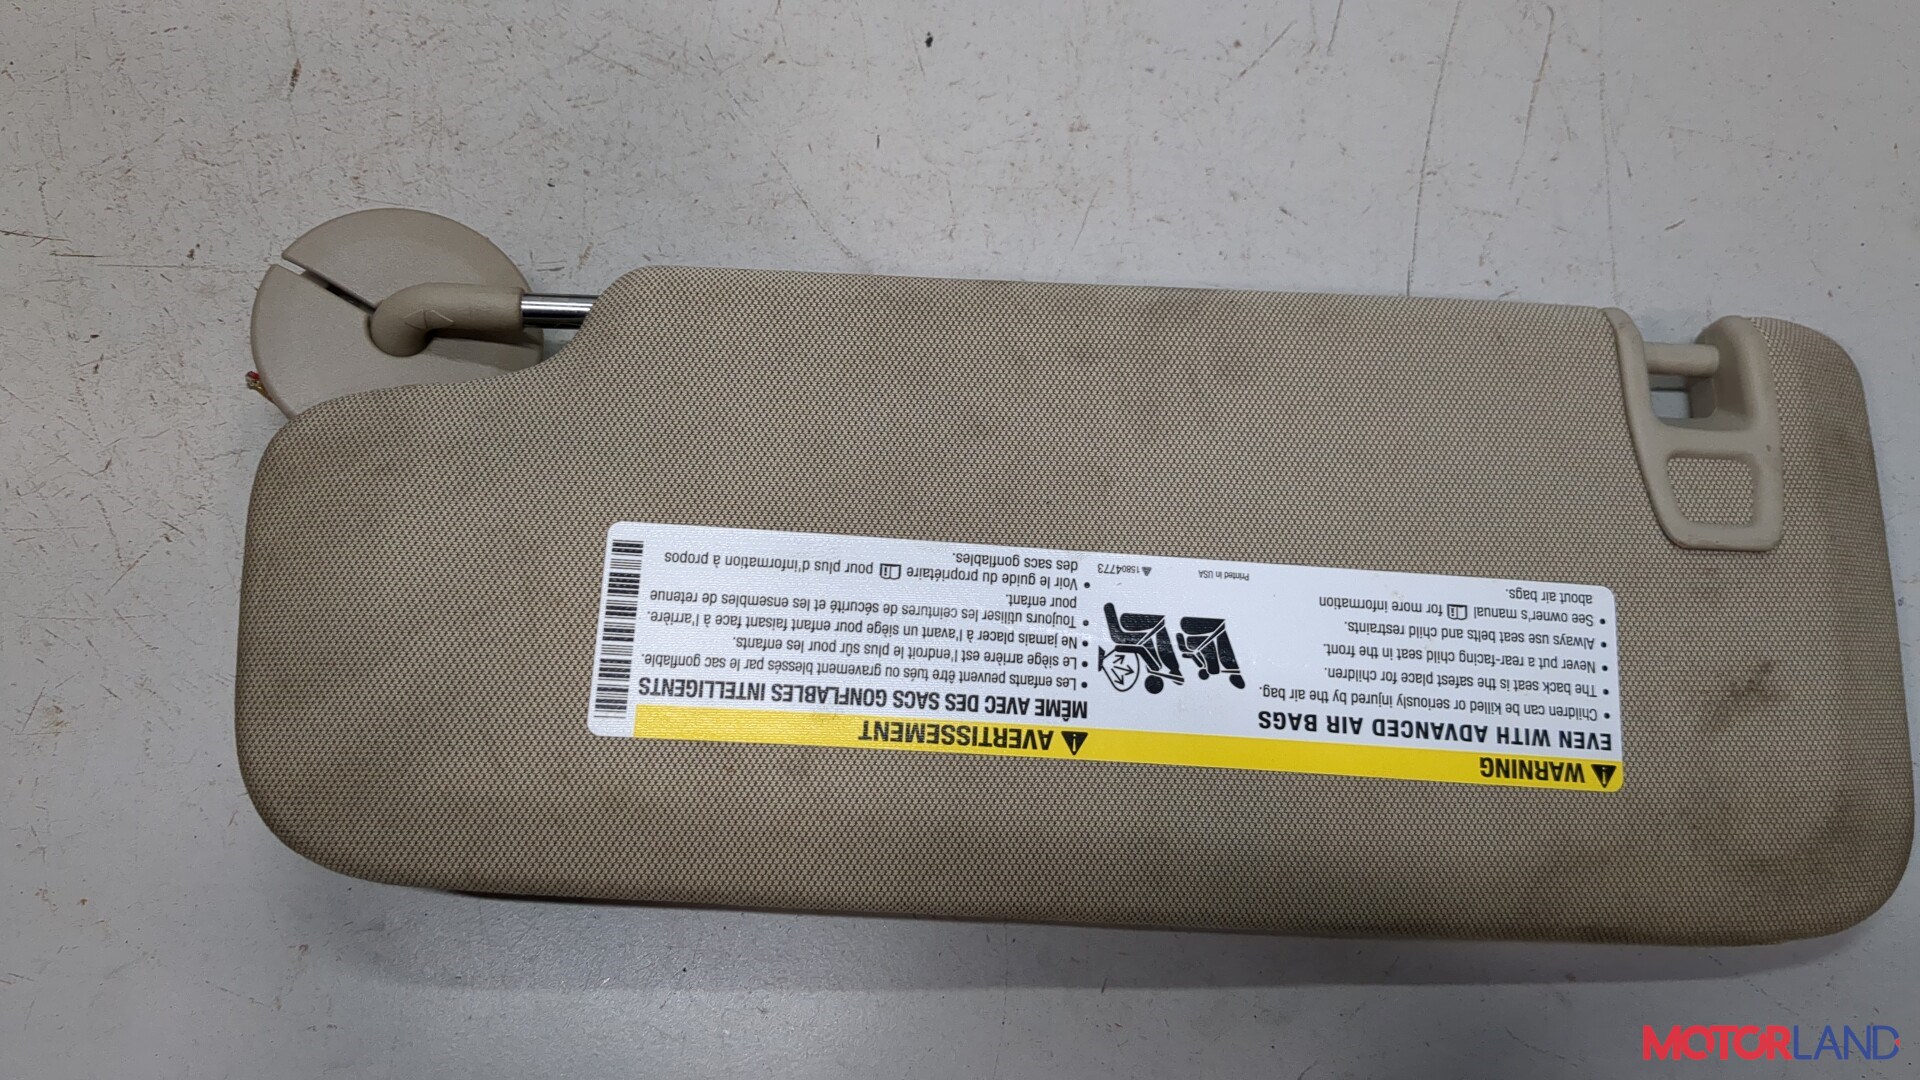 WARNING
EVEN WITH ADVANCED AIR BAGS
• Children can be killed or seriously injured by the air bag.
• The back seat is the safest place for children.
• Never put a rear-facing child seat in the front.
• Always use seat belts and child restraints.
• See owner's manual for more information
about air bags.
Printed in USA
15804773
AVERTISSEMENT
MÊME AVEC DES SACS GONFLABLES INTELLIGENTS
• Les enfants peuvent être tués ou gravement blessés par le sac gonflable.
• Le siège arrière est l'endroit le plus sûr pour les enfants.
• Ne jamais placer à l'avant un siège pour enfant faisant face à l'arrière.
• Toujours utiliser les ceintures de sécurité et les ensembles de retenue
pour enfant.
• Voir le guide du propriétaire pour plus d'information à propos
des sacs gonflables.
MOTORLAND